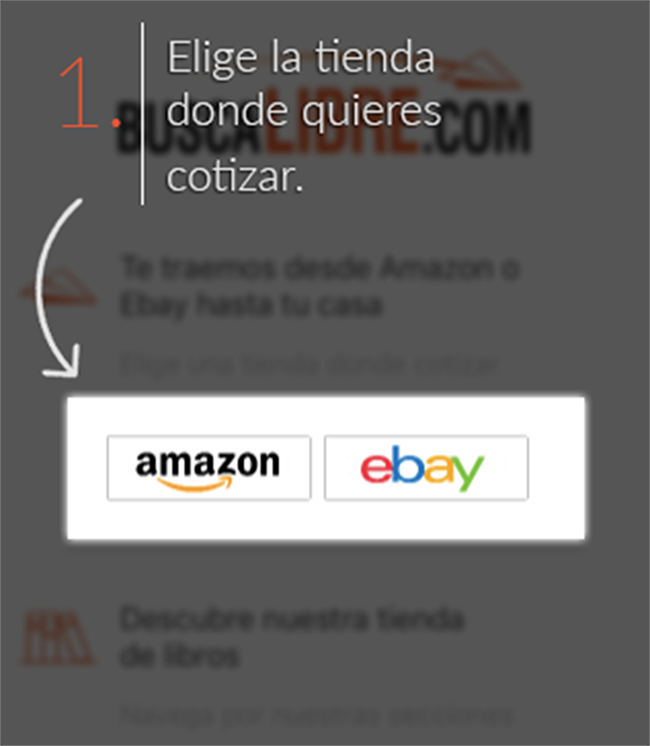 1.
Elige la tienda
donde quieres
cotizar.
BUSCALIBRE.COM
Te traemos desde Amazon o
Ebay hasta tu casa
Elige una tienda donde cotizar
amazon
ebay
Descubre nuestra tienda
de libros
Navega por nuestras secciones